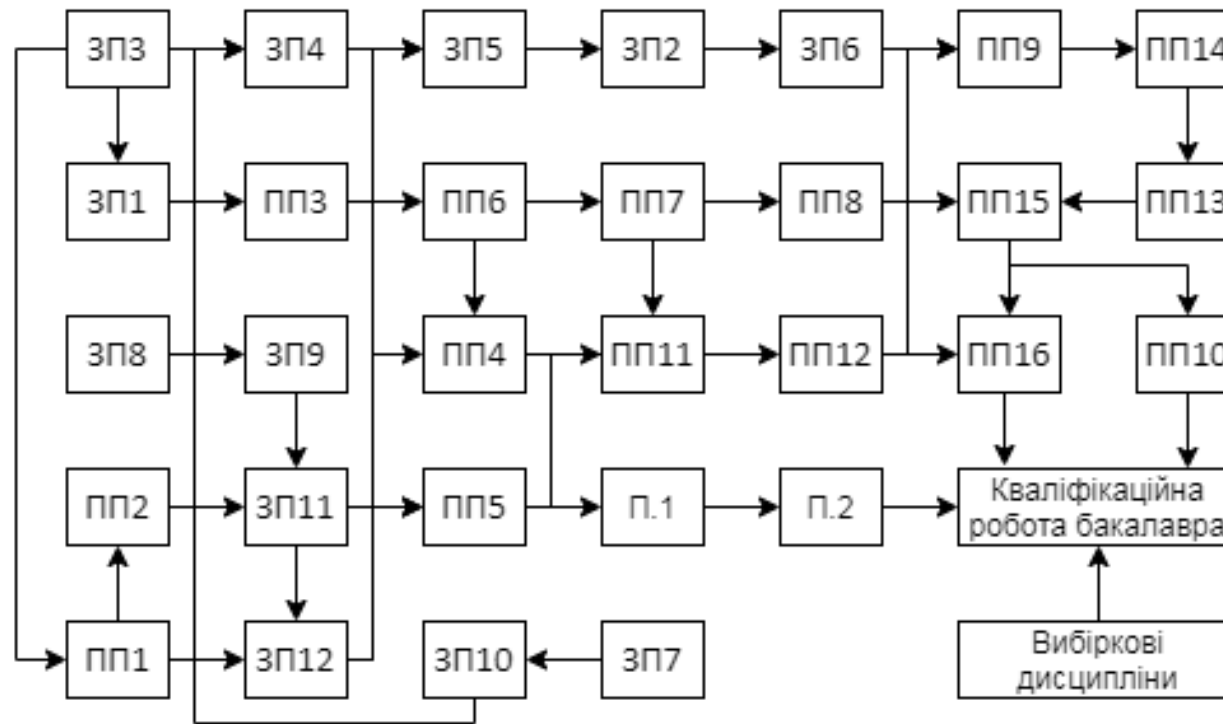 ЗП3
ЗП4
ЗП5
ЗП2
ЗП6
ПП9
ПП14
ЗП1
ПП3
ПП6
ПП7
ПП8
ПП15
ПП13
ЗП8
ЗП9
ПП4
ПП11
ПП12
ПП16
ПП10
ПП2
ЗП11
ПП5
П.1
П.2
Кваліфікаційна
робота бакалавра
ПП1
ЗП12
ЗП10
ЗП7
Вибіркові
дисципліни